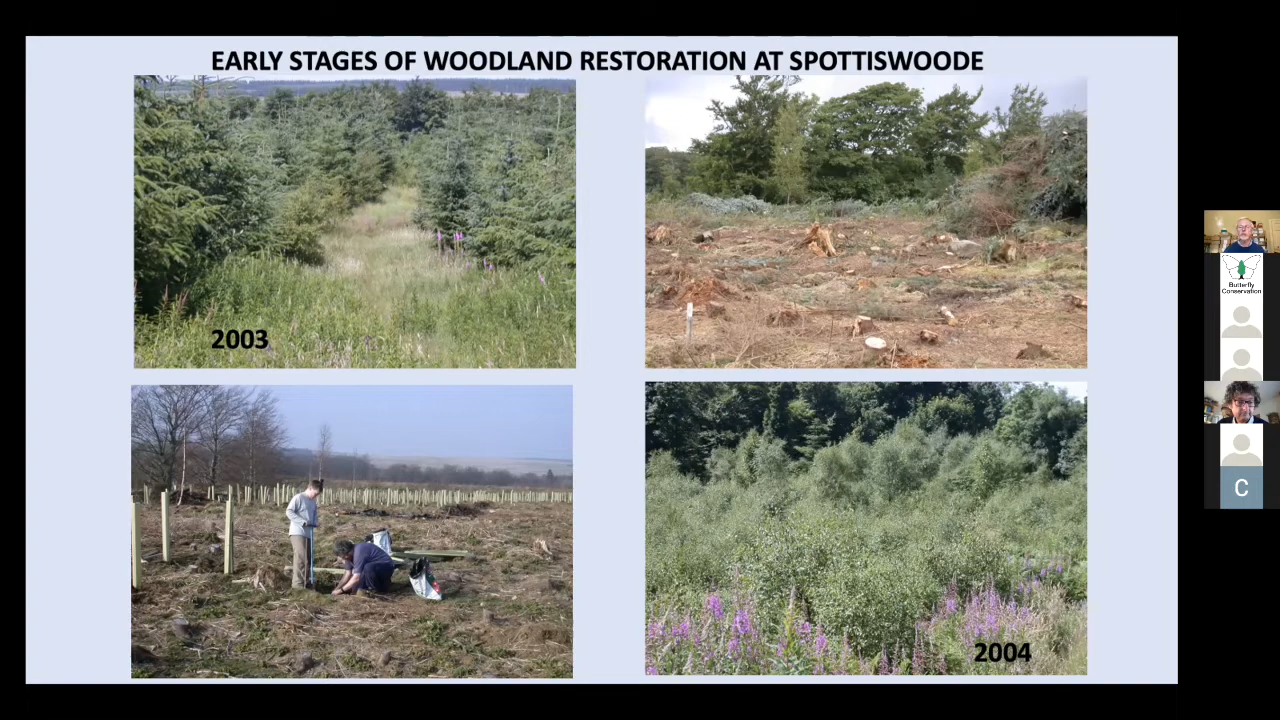 EARLY STAGES OF WOODLAND RESTORATION AT SPOTTISWOODE
2003
2004
Butterfly
Conservation
C